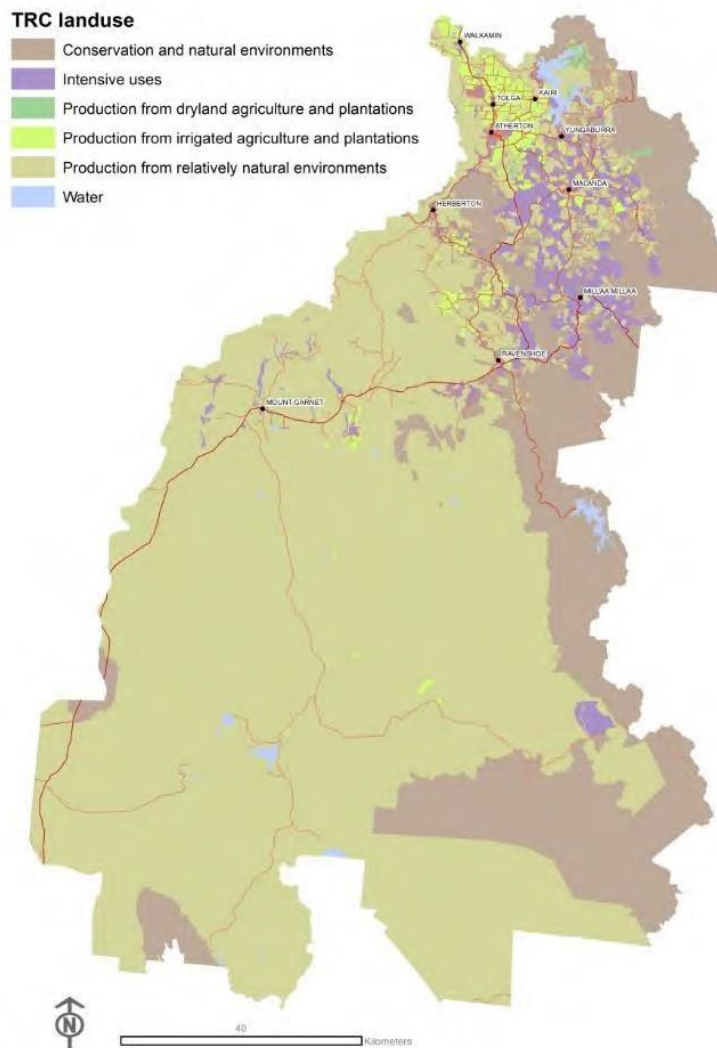 TRC landuse
Conservation and natural environments
Intensive uses
Production from dryland agriculture and plantations
Production from irrigated agriculture and plantations
Production from relatively natural environments
Water
WALKAMIN
KAIRI
TOLGA
ATHERTON
YUNGABURRA
MALANDA
HERBERTON
MILLAA MILLAA
RAVENSHOE
MOUNT GARNET
N
40
Kilometers